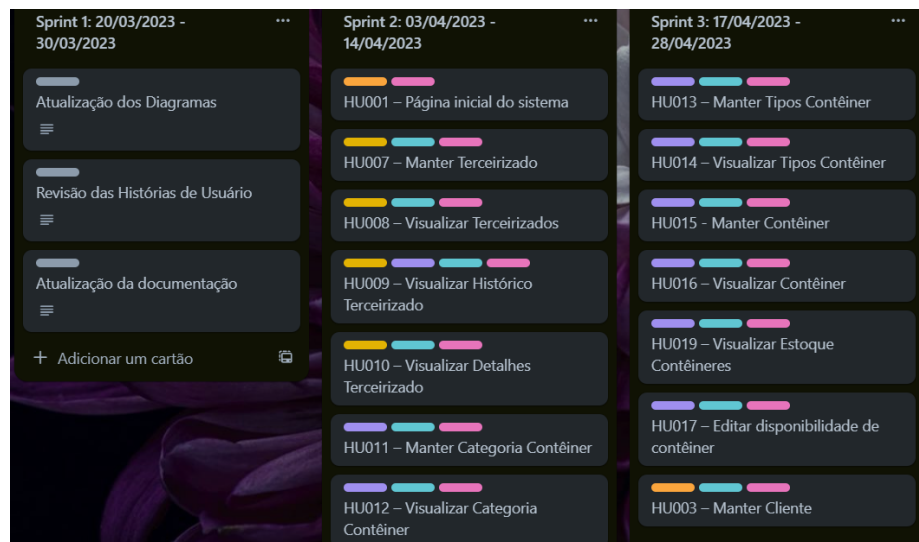 Sprint 1: 20/03/2023 -
30/03/2023
Atualização dos Diagramas
Revisão das Histórias de Usuário
Atualização da documentação
+ Adicionar um cartão
Sprint 2: 03/04/2023 -
14/04/2023
HU001 – Página inicial do sistema
HU007 – Manter Terceirizado
HU008 – Visualizar Terceirizados
HU009 – Visualizar Histórico
Terceirizado
HU010 – Visualizar Detalhes
Terceirizado
HU011 – Manter Categoria Contêiner
HU012 – Visualizar Categoria
Contêiner
Sprint 3: 17/04/2023 -
28/04/2023
HU013 – Manter Tipos Contêiner
HU014 – Visualizar Tipos Contêiner
HU015 - Manter Contêiner
HU016 – Visualizar Contêiner
HU019 – Visualizar Estoque
Contêineres
HU017 – Editar disponibilidade de
contêiner
HU003 – Manter Cliente